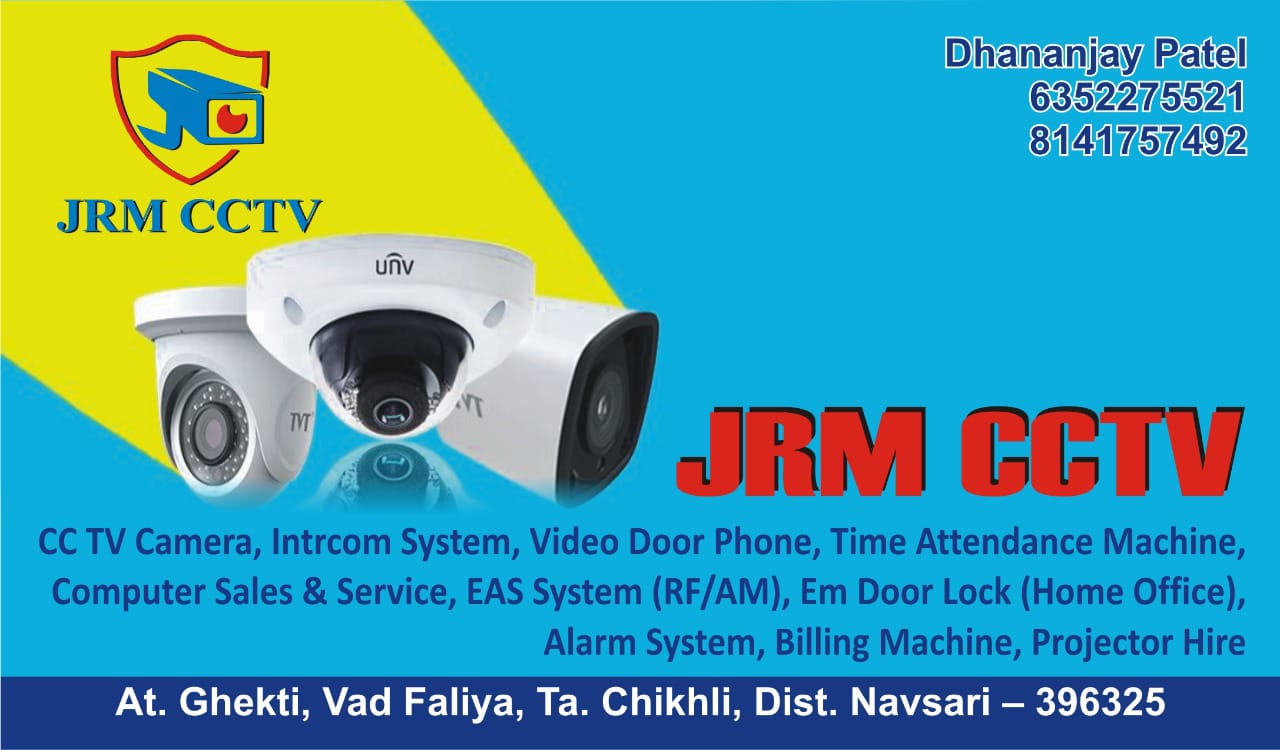 Dhananjay Patel
6352275521
8141757492
JRM CCTV
unv
TVT
TVT
JRM CCTV
CC TV Camera, Intrcom System, Video Door Phone, Time Attendance Machine,
Computer Sales & Service, EAS System (RF/AM), Em Door Lock (Home Office),
Alarm System, Billing Machine, Projector Hire
At. Ghekti, Vad Faliya, Ta. Chikhli, Dist. Navsari – 396325